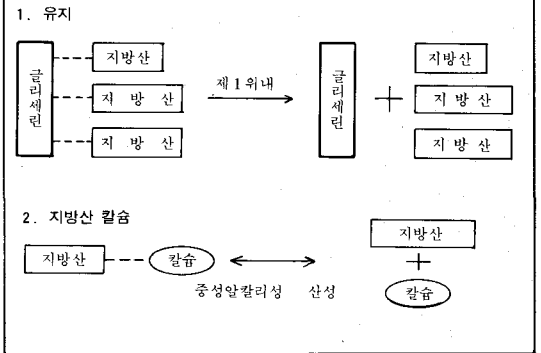 1. 유지
글리세린
지방산
지 방 산
지 방 산
제1위내
글리세린
지방산
지 방 산
지 방 산
2. 지방산 칼슘
지방산
칼슘
중성알칼리성 산성
지방산
칼슘